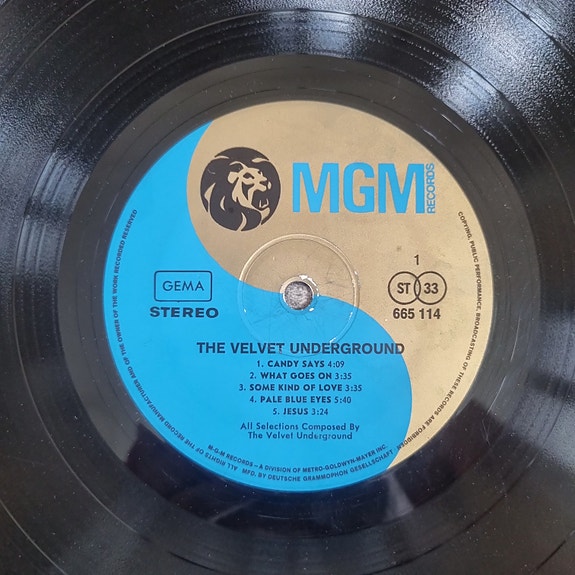 MGM
RECORDS
1
GEMA
ST 33
STEREO
665 114
THE VELVET UNDERGROUND
1. CANDY SAYS 4:09
2. WHAT GOES ON 3:35
3. SOME KIND OF LOVE 3:35
4. PALE BLUE EYES 5:40
5. JESUS 3:24
All Selections Composed By
The Velvet Underground
M-G-M RECORDS – A DIVISION OF METRO-GOLDWYN-MAYER INC.
MFG. BY DEUTSCHE GRAMMOPHON GESELLSCHAFT
ALL RIGHTS OF THE RECORD MANUFACTURER AND OF THE OWNER OF THE WORK RECORDED RESERVED
COPYING, PUBLIC PERFORMANCE, BROADCASTING OF THESE RECORDS ARE FORBIDDEN